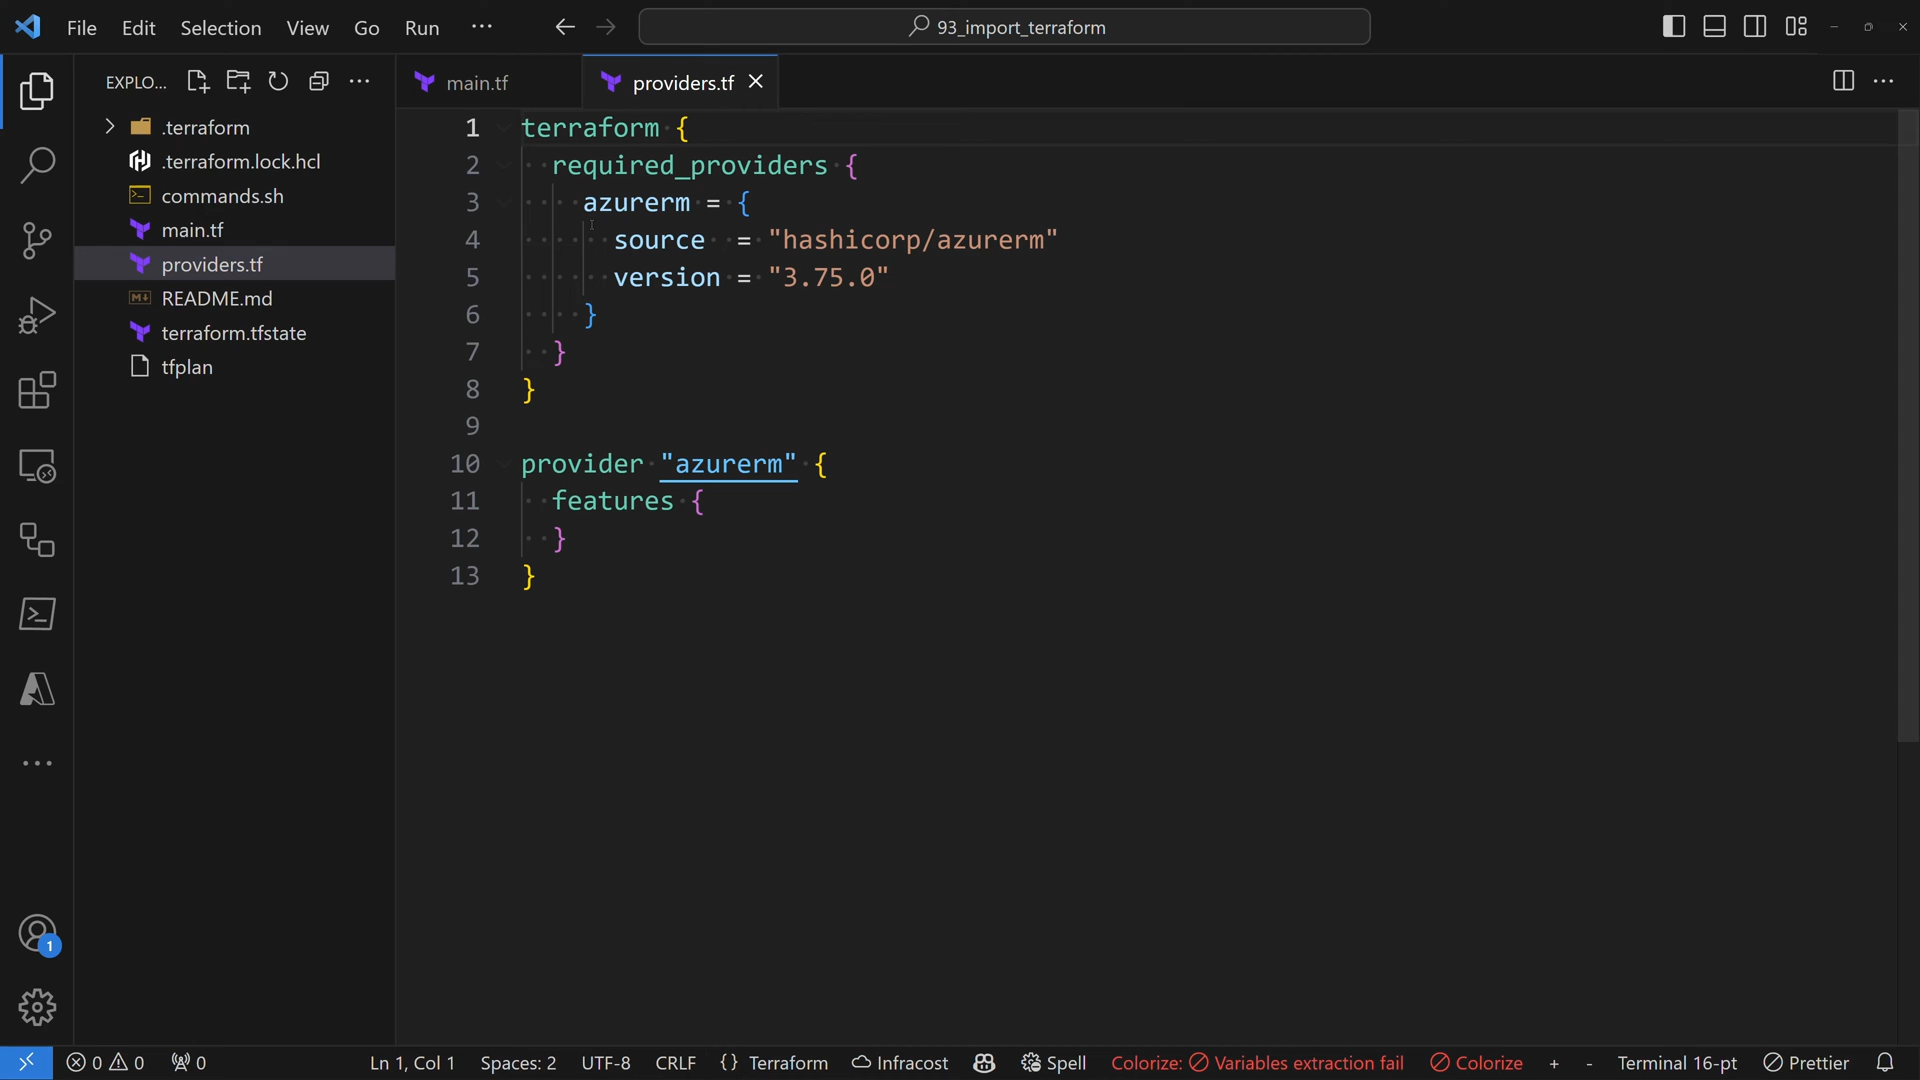 File Edit Selection View Go Run ··· 93_import_terraform
EXPLO... main.tf providers.tf
.terraform
.terraform.lock.hcl
commands.sh
main.tf
providers.tf
README.md
terraform.tfstate
tfplan
1 terraform {
2 required_providers {
3 azurerm = {
4 source = "hashicorp/azurerm"
5 version = "3.75.0"
6 }
7 }
8 }
9
10 provider "azurerm" {
11 features {
12 }
13 }
1
0 0 0 Ln 1, Col 1 Spaces: 2 UTF-8 CRLF {} Terraform Infracost Spell Colorize: Variables extraction fail Colorize + - Terminal 16-pt Prettier